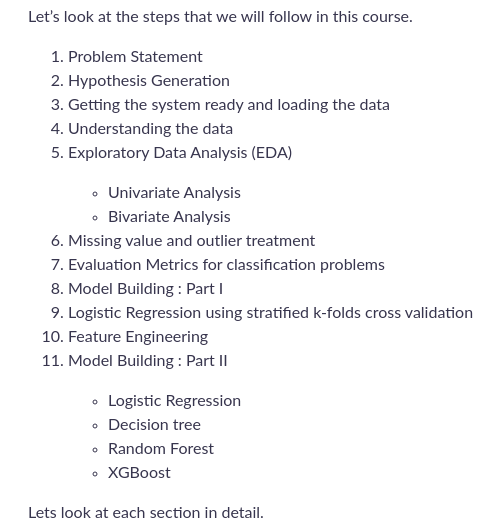 Let’s look at the steps that we will follow in this course.
1. Problem Statement
2. Hypothesis Generation
3. Getting the system ready and loading the data
4. Understanding the data
5. Exploratory Data Analysis (EDA)
◦ Univariate Analysis
◦ Bivariate Analysis
6. Missing value and outlier treatment
7. Evaluation Metrics for classification problems
8. Model Building : Part I
9. Logistic Regression using stratified k-folds cross validation
10. Feature Engineering
11. Model Building : Part II
◦ Logistic Regression
◦ Decision tree
◦ Random Forest
◦ XGBoost
Lets look at each section in detail.